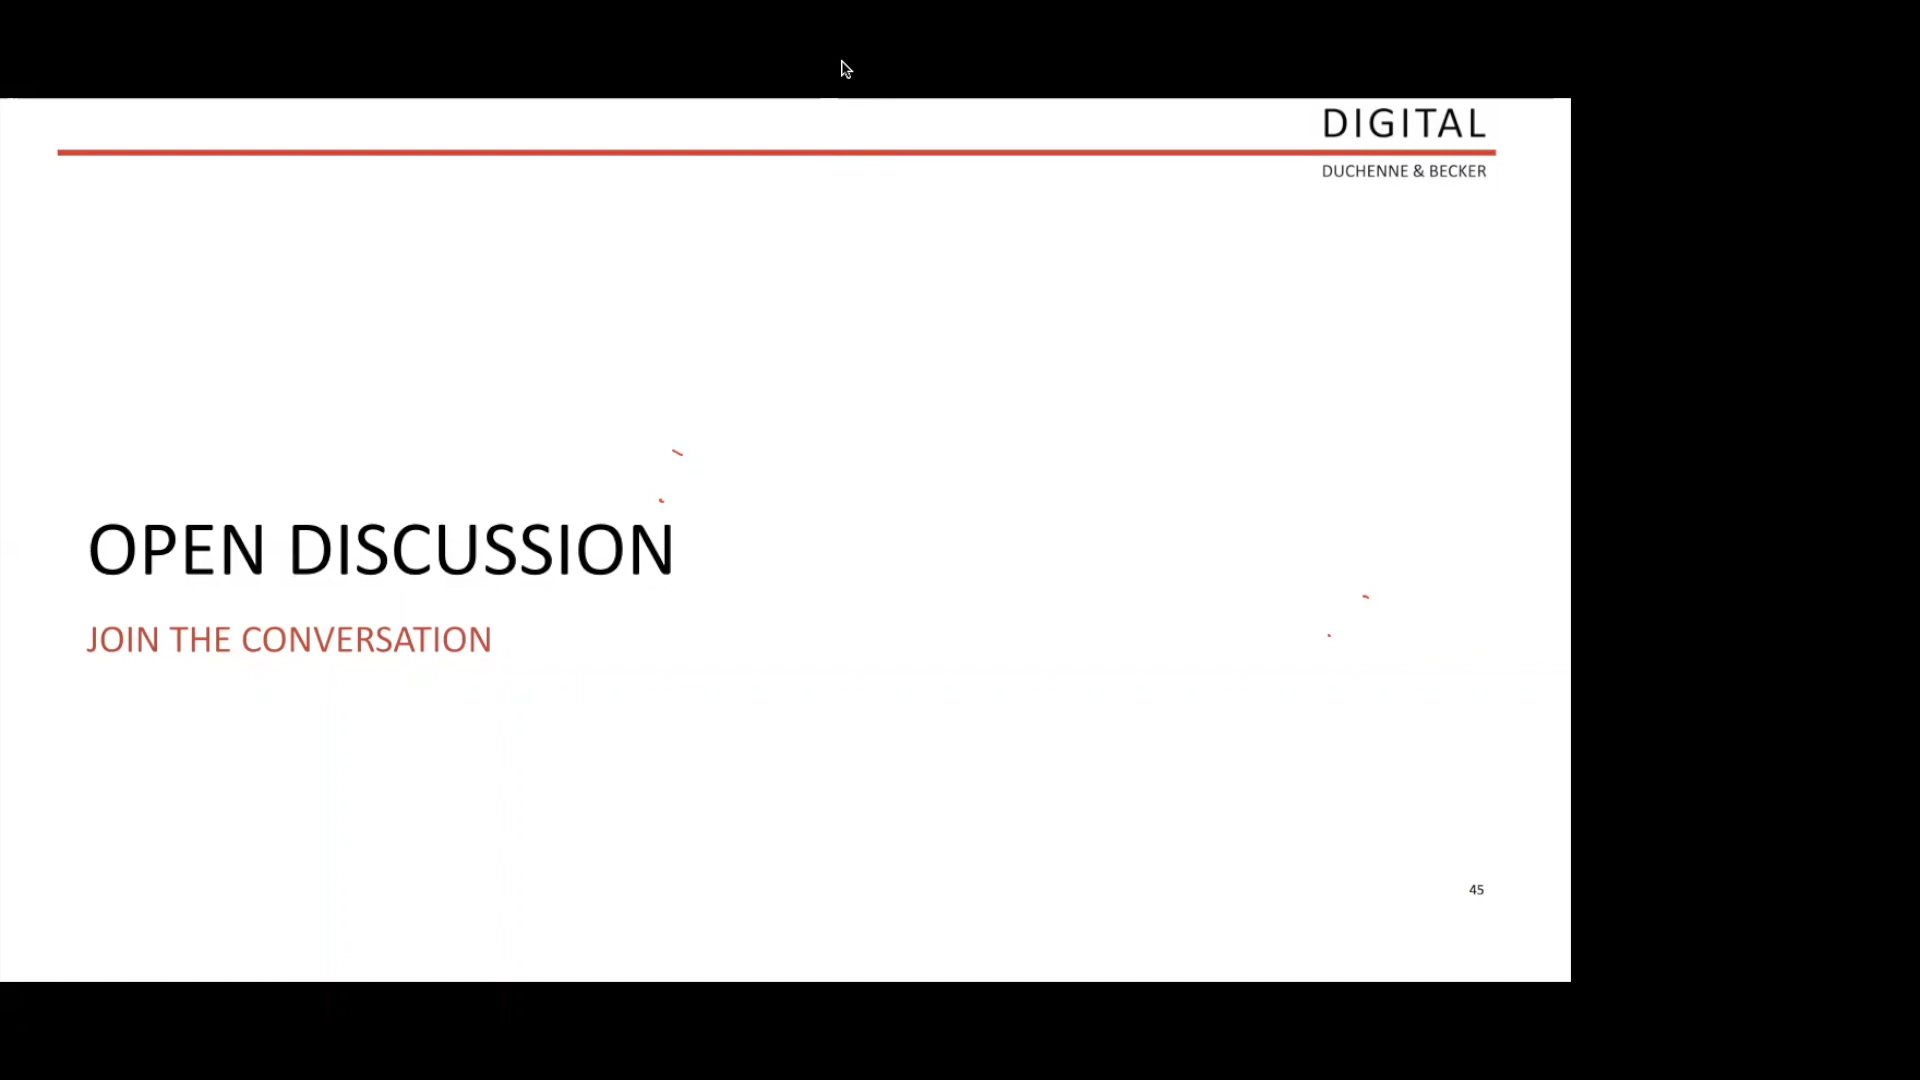 DIGITAL
DUCHENNE & BECKER
OPEN DISCUSSION
JOIN THE CONVERSATION
45